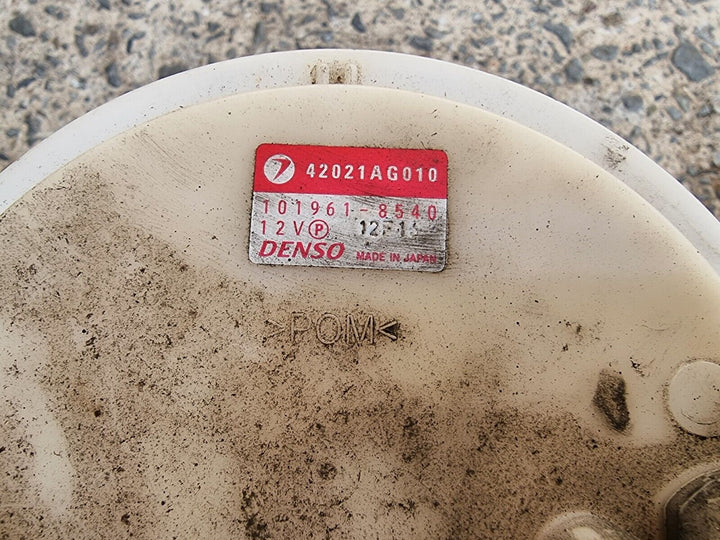 42021AG010
101961-8540
12V P
DENSO MADE IN JAPAN
>POM<